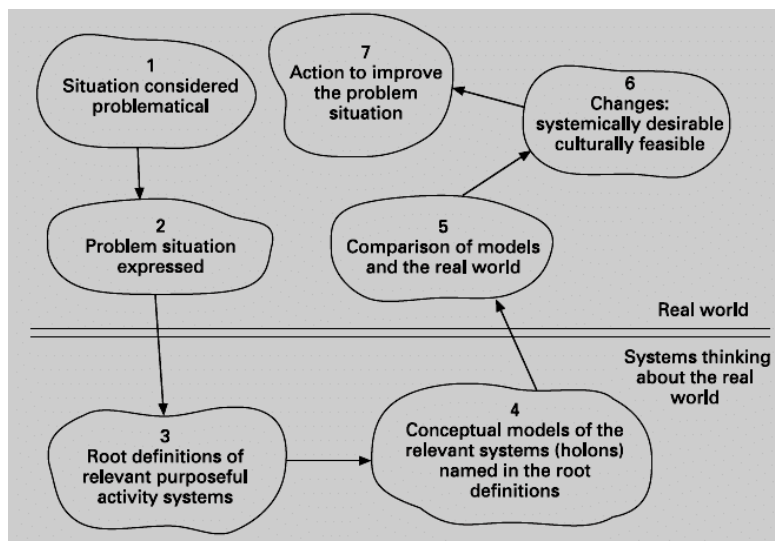 1
Situation considered
problematical
2
Problem situation
expressed
3
Root definitions of
relevant purposeful
activity systems
4
Conceptual models of the
relevant systems (holons)
named in the root
definitions
5
Comparison of models
and the real world
6
Changes:
systemically desirable
culturally feasible
7
Action to improve
the problem
situation
Real world
Systems thinking
about the real
world